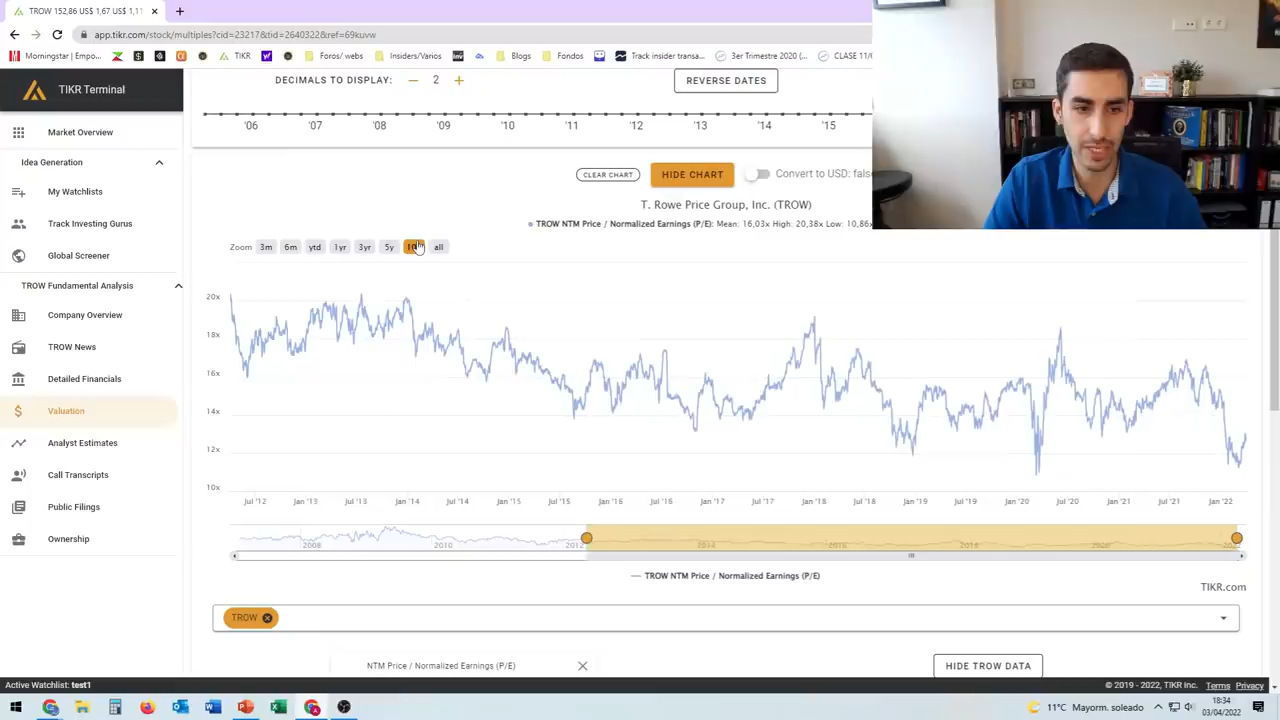 TROW 152,86 US$ 1,67 US$ 1,11
app.tikr.com/stock/multiples?cid=23217&tid=2640322&ref=69kuvw
Morningstar | Empo... Foros/ webs Insiders/Varios Blogs Fondos Track insider transa... 3er Trimestre 2020 (... CLASE 11/
TIKR
TIKR Terminal
Market Overview
Idea Generation
My Watchlists
Track Investing Gurus
Global Screener
TROW Fundamental Analysis
Company Overview
TROW News
Detailed Financials
Valuation
Analyst Estimates
Call Transcripts
Public Filings
Ownership
DECIMALS TO DISPLAY: — 2 +
REVERSE DATES
'06 '07 '08 '09 '10 '11 '12 '13 '14 '15
CLEAR CHART HIDE CHART Convert to USD: fals
T. Rowe Price Group, Inc. (TROW)
TROW NTM Price / Normalized Earnings (P/E): Mean: 16,03x High: 20,38x Low: 10,86x
Zoom 3m 6m ytd 1yr 3yr 5y all
20x
18x
16x
14x
12x
10x
Jul '12 Jan '13 Jul '13 Jan '14 Jul '14 Jan '15 Jul '15 Jan '16 Jul '16 Jan '17 Jul '17 Jan '18 Jul '18 Jan '19 Jul '19 Jan '20 Jul '20 Jan '21 Jul '21 Jan '22
2008 2010 2012 2014 2016 2018 2020
TROW NTM Price / Normalized Earnings (P/E)
TIKR.com
TROW
NTM Price / Normalized Earnings (P/E)
HIDE TROW DATA
Active Watchlist: test1
© 2019 - 2022, TIKR Inc. Terms Privacy
11°C Mayorm. soleado
18:34
03/04/2022